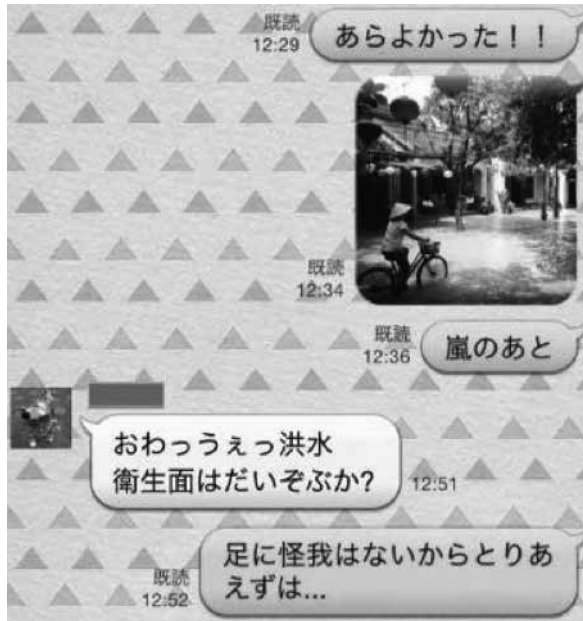 既読
12:29
あらよかった！！
既読
12:34
既読
12:36
嵐のあと
おわっうぇっ洪水
衛生面はだいぞぶか?
12:51
既読
12:52
足に怪我はないからとりあ
えずは...